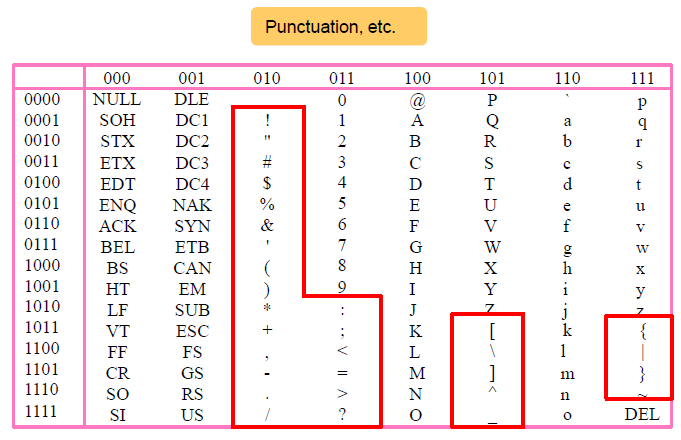 Punctuation, etc.
000 001 010 011 100 101 110 111
0000 NULL DLE 0 @ P ` p
0001 SOH DC1 ! 1 A Q a q
0010 STX DC2 " 2 B R b r
0011 ETX DC3 # 3 C S c s
0100 EDT DC4 $ 4 D T d t
0101 ENQ NAK % 5 E U e u
0110 ACK SYN & 6 F V f v
0111 BEL ETB ' 7 G W g w
1000 BS CAN ( 8 H X h x
1001 HT EM ) 9 I Y i y
1010 LF SUB * : J Z j z
1011 VT ESC + ; K [ k {
1100 FF FS , < L \ l |
1101 CR GS - = M ] m }
1110 SO RS . > N ^ n ~
1111 SI US / ? O _ o DEL